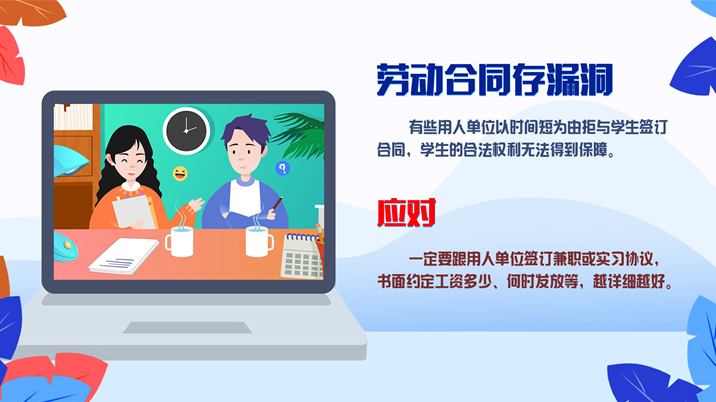 劳动合同存漏洞
有些用人单位以时间短为由拒与学生签订
合同，学生的合法权利无法得到保障。
应对
一定要跟用人单位签订兼职或实习协议，
书面约定工资多少、何时发放等，越详细越好。